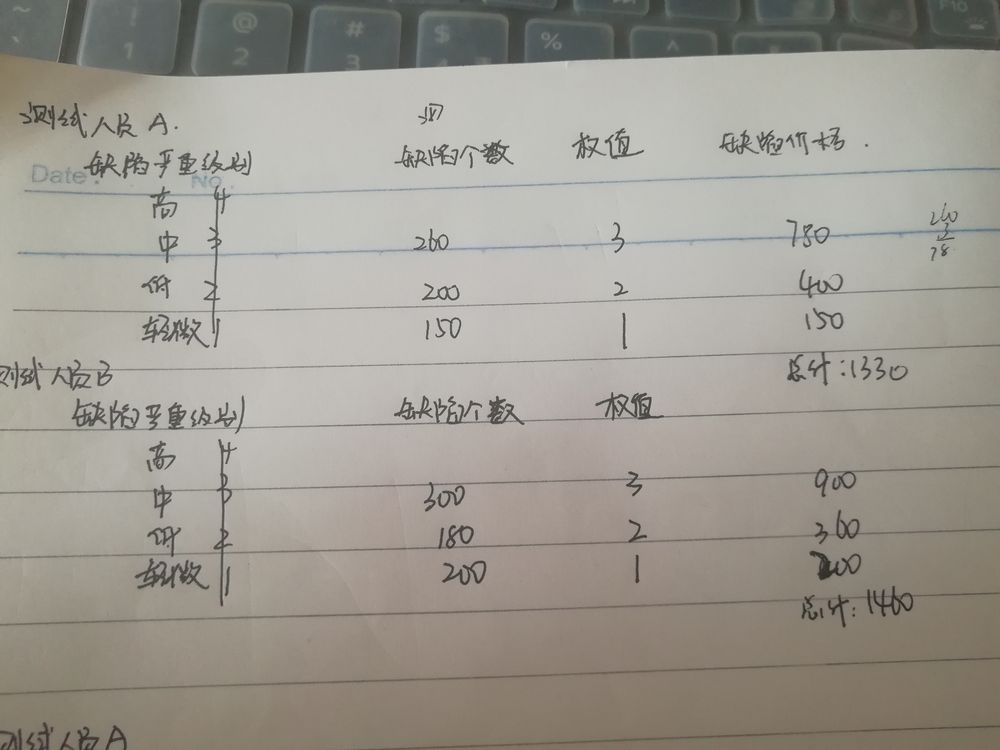 ! @ # $ % ^ F10
1 2 3
测试人员A. 测
缺陷严重级别 缺陷个数 权值 缺陷价格.
Date. No.
高 4
中 3 260 3 780 260
3
78
低 2 200 2 400
轻微 1 150 1 150
总计:1330
测试人员B
缺陷严重级别 缺陷个数 权值
高 4
中 3 300 3 900
低 2 180 2 360
轻微 1 200 1 200
总计:1460
测试人员A